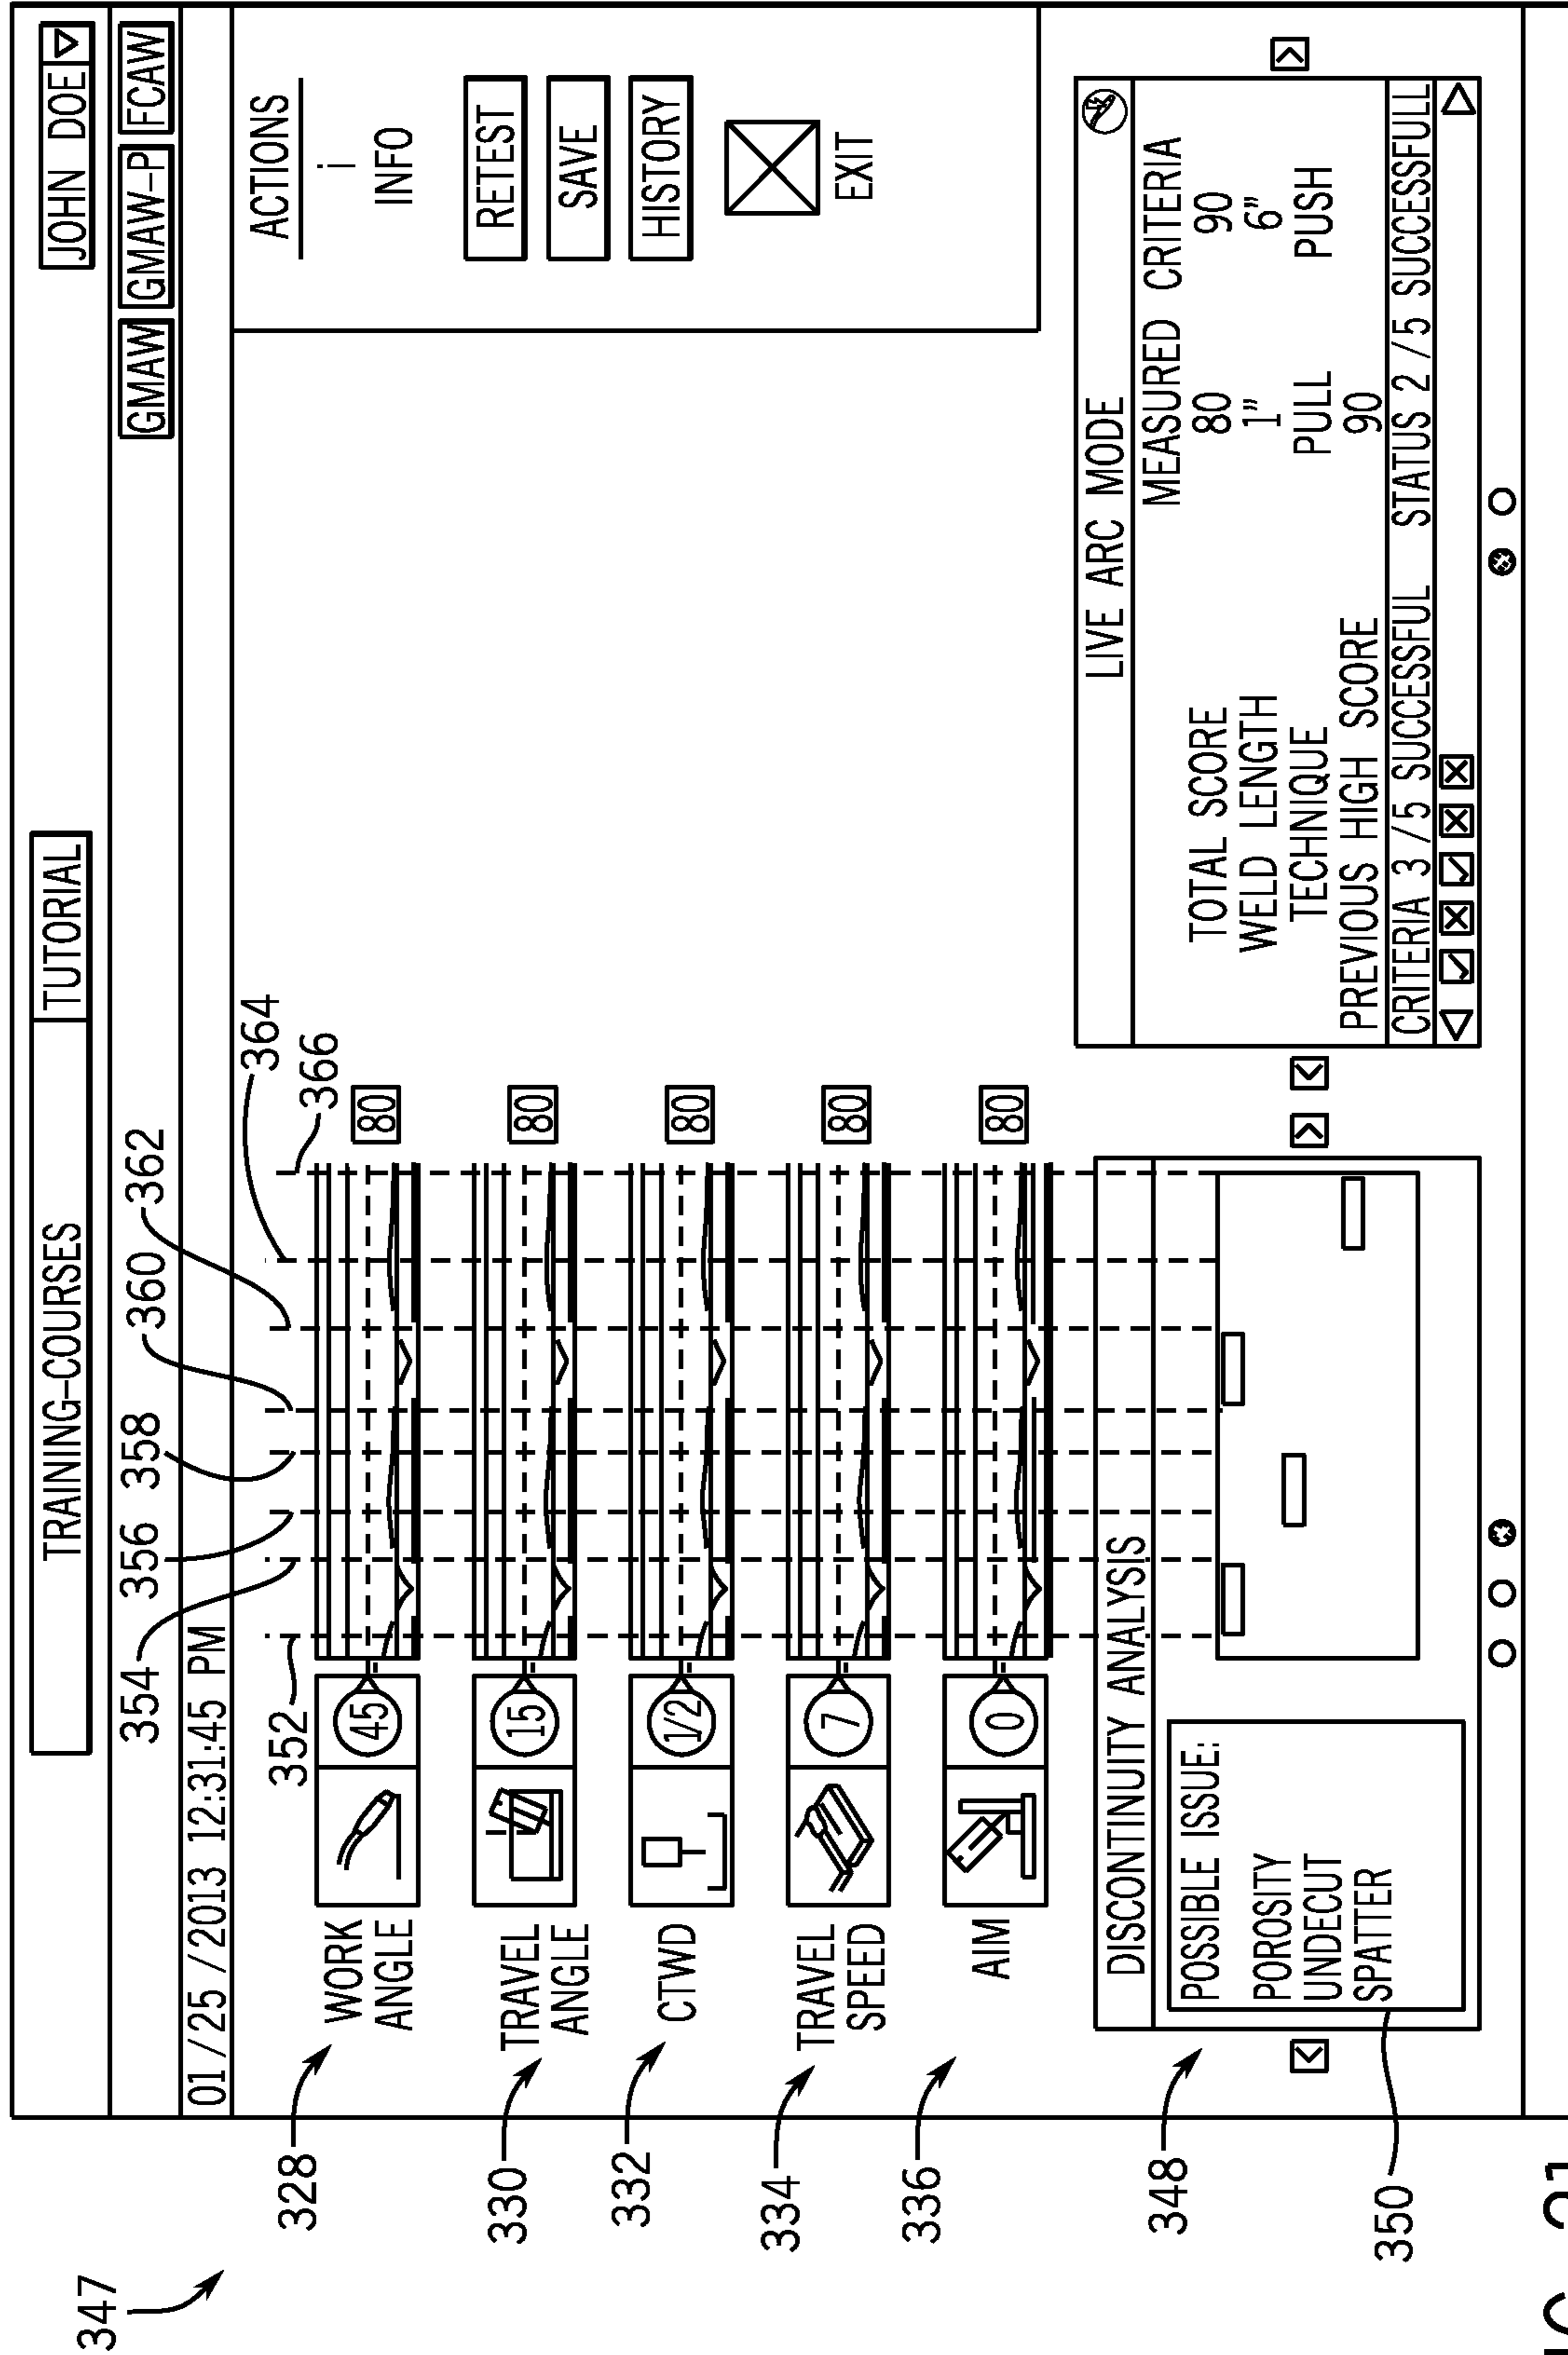 347
TRAINING-COURSES
TUTORIAL
JOHN DOE
GMAW
GMAW-P
FCAW
01/25/2013 12:31:45 PM
352
354
356
358
360
362
364
366
328
WORK
ANGLE
45
80
330
TRAVEL
ANGLE
15
80
332
CTWD
1/2
80
334
TRAVEL
SPEED
7
80
336
AIM
0
80
ACTIONS
i
INFO
RETEST
SAVE
HISTORY
EXIT
348
DISCONTINUITY ANALYSIS
POSSIBLE ISSUE:
POROSITY
UNDECUT
SPATTER
350
LIVE ARC MODE
MEASURED CRITERIA
TOTAL SCORE 80 90
WELD LENGTH 1" 6"
TECHNIQUE PULL PUSH
PREVIOUS HIGH SCORE 90
CRITERIA 3/5 SUCCESSFUL STATUS 2/5 SUCCESSFULL